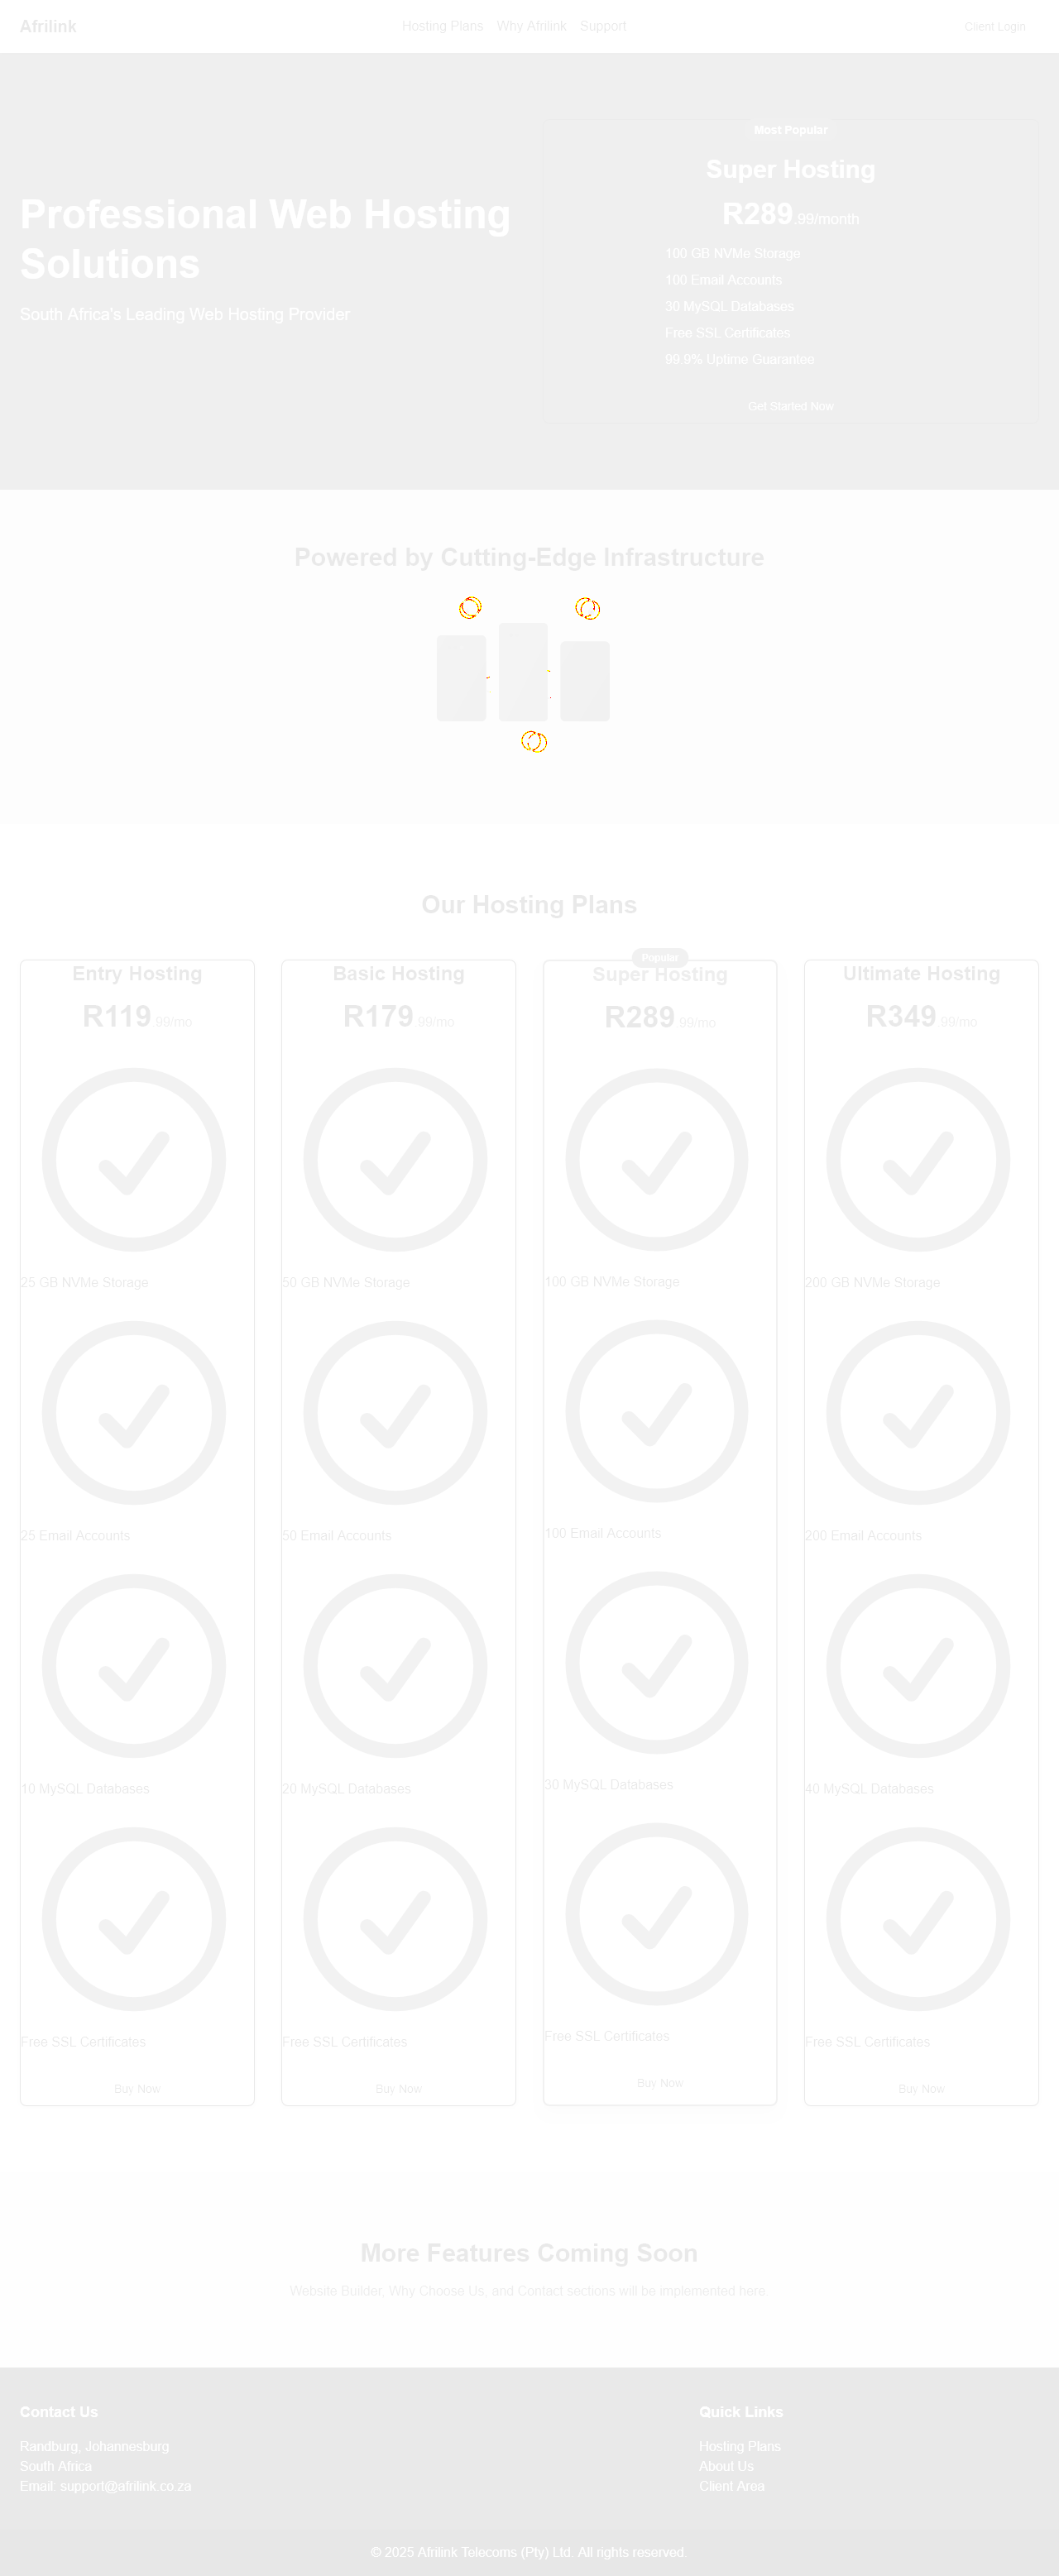 Afrilink
Hosting Plans Why Afrilink Support
Client Login
Professional Web Hosting
Solutions
South Africa's Leading Web Hosting Provider
Most Popular
Super Hosting
R289.99/month
100 GB NVMe Storage
100 Email Accounts
30 MySQL Databases
Free SSL Certificates
99.9% Uptime Guarantee
Get Started Now
Powered by Cutting-Edge Infrastructure
Our Hosting Plans
Entry Hosting
R119.99/mo
25 GB NVMe Storage
25 Email Accounts
10 MySQL Databases
Free SSL Certificates
Buy Now
Basic Hosting
R179.99/mo
50 GB NVMe Storage
50 Email Accounts
20 MySQL Databases
Free SSL Certificates
Buy Now
Popular
Super Hosting
R289.99/mo
100 GB NVMe Storage
100 Email Accounts
30 MySQL Databases
Free SSL Certificates
Buy Now
Ultimate Hosting
R349.99/mo
200 GB NVMe Storage
200 Email Accounts
40 MySQL Databases
Free SSL Certificates
Buy Now
More Features Coming Soon
Website Builder, Why Choose Us, and Contact sections will be implemented here.
Contact Us
Randburg, Johannesburg
South Africa
Email: support@afrilink.co.za
Quick Links
Hosting Plans
About Us
Client Area
© 2025 Afrilink Telecoms (Pty) Ltd. All rights reserved.